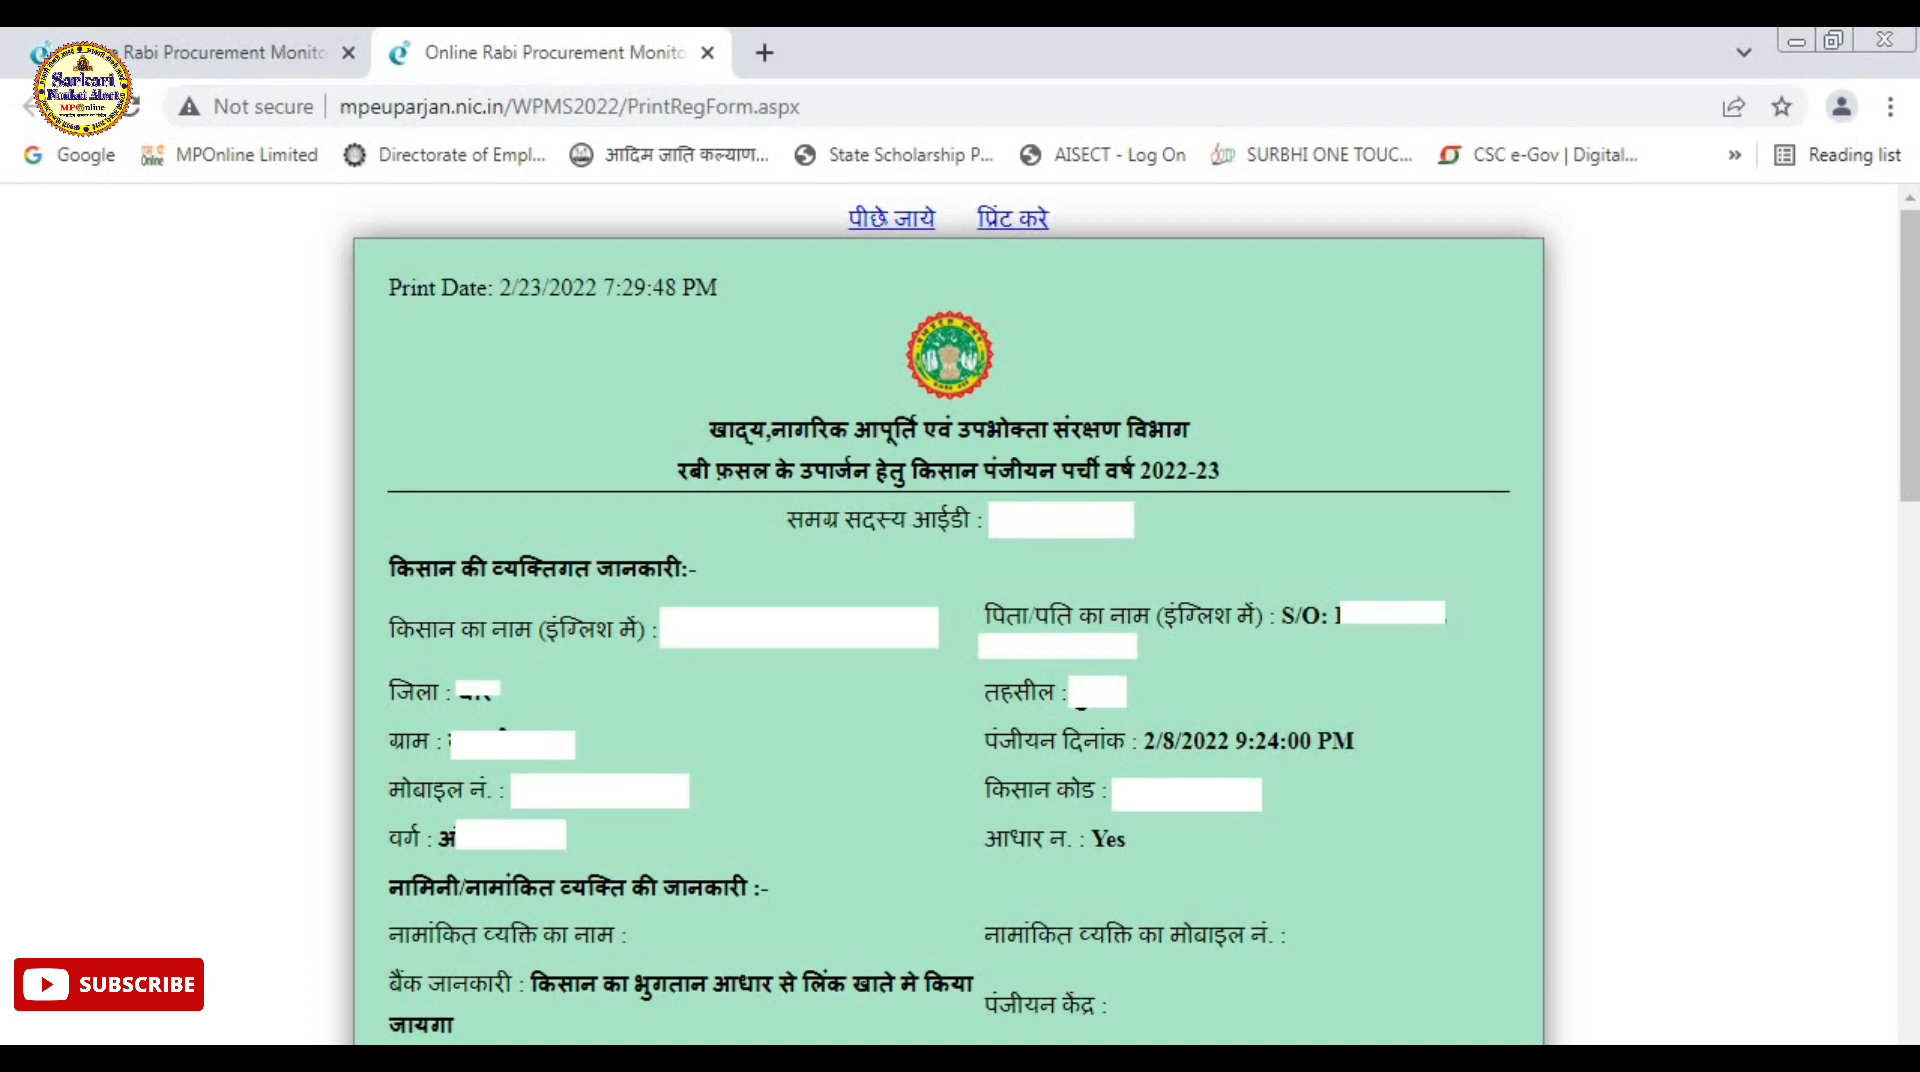 Rabi Procurement Monito
Online Rabi Procurement Monito
Sarkari
Noukri Alert
MPOnline
Not secure
mpeuparjan.nic.in/WPMS2022/PrintRegForm.aspx
Google
MPOnline Limited
Directorate of Empl...
आदिम जाति कल्याण...
State Scholarship P...
AISECT - Log On
SURBHI ONE TOUC...
CSC e-Gov | Digital...
»
Reading list
पीछे जाये प्रिंट करे
Print Date: 2/23/2022 7:29:48 PM
खाद्य,नागरिक आपूर्ति एवं उपभोक्ता संरक्षण विभाग
रबी फ़सल के उपार्जन हेतु किसान पंजीयन पर्ची वर्ष 2022-23
समग्र सदस्य आईडी :
किसान की व्यक्तिगत जानकारी:-
किसान का नाम (इंग्लिश में) :
पिता/पति का नाम (इंग्लिश में) : S/O:
जिला :
तहसील :
ग्राम :
पंजीयन दिनांक : 2/8/2022 9:24:00 PM
मोबाइल नं. :
किसान कोड :
वर्ग :
आधार न. : Yes
नामिनी/नामांकित व्यक्ति की जानकारी :-
नामांकित व्यक्ति का नाम :
नामांकित व्यक्ति का मोबाइल नं. :
बैंक जानकारी : किसान का भुगतान आधार से लिंक खाते मे किया
जायगा
पंजीयन केंद्र :
SUBSCRIBE